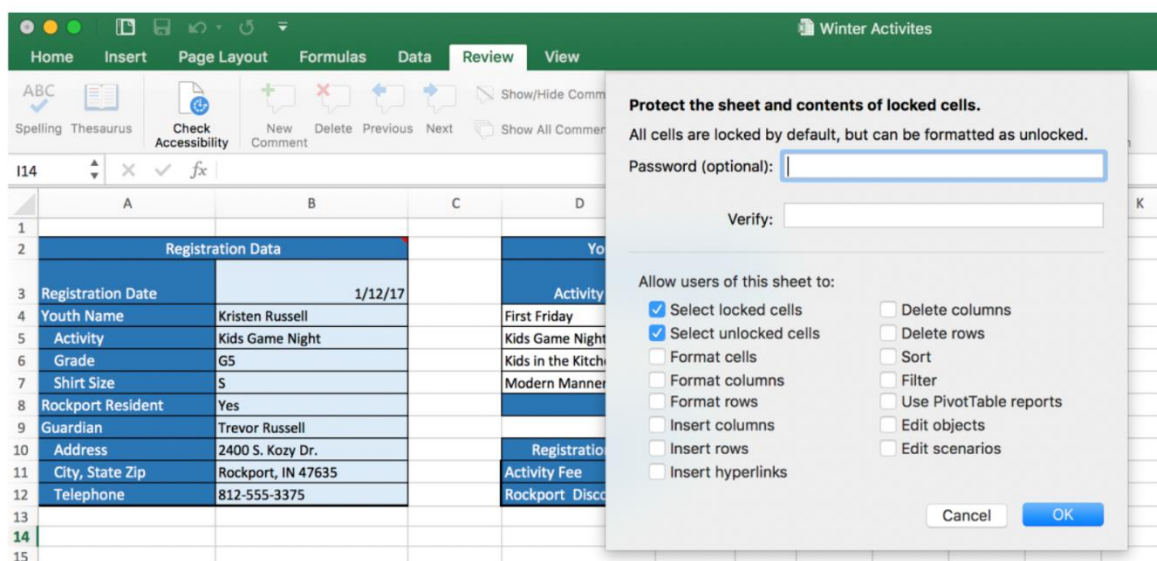 Winter Activites
Home Insert Page Layout Formulas Data Review View
ABC
Spelling Thesaurus
Check Accessibility
New Comment
Delete Previous Next
Show/Hide Comm
Show All Commer
I14 fx
A B C D K
1
2 Registration Data Yo
3 Registration Date 1/12/17 Activity
4 Youth Name Kristen Russell First Friday
5 Activity Kids Game Night Kids Game Night
6 Grade G5 Kids in the Kitch
7 Shirt Size S Modern Manner
8 Rockport Resident Yes
9 Guardian Trevor Russell
10 Address 2400 S. Kozy Dr. Registratio
11 City, State Zip Rockport, IN 47635 Activity Fee
12 Telephone 812-555-3375 Rockport Disco
13
14
15
Protect the sheet and contents of locked cells.
All cells are locked by default, but can be formatted as unlocked.
Password (optional):
Verify:
Allow users of this sheet to:
Select locked cells Delete columns
Select unlocked cells Delete rows
Format cells Sort
Format columns Filter
Format rows Use PivotTable reports
Insert columns Edit objects
Insert rows Edit scenarios
Insert hyperlinks
Cancel OK